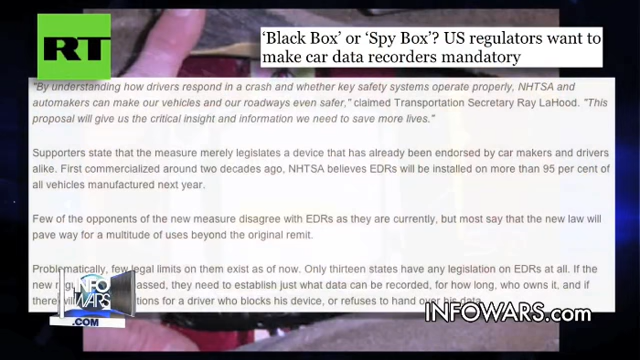 RT
‘Black Box’ or ‘Spy Box’? US regulators want to
make car data recorders mandatory
"By understanding how drivers respond in a crash and whether key safety systems operate properly, NHTSA and
automakers can make our vehicles and our roadways even safer," claimed Transportation Secretary Ray LaHood. "This
proposal will give us the critical insight and information we need to save more lives."
Supporters state that the measure merely legislates a device that has already been endorsed by car makers and drivers
alike. First commercialized around two decades ago, NHTSA believes EDRs will be installed on more than 95 per cent of
all vehicles manufactured next year.
Few of the opponents of the new measure disagree with EDRs as they are currently, but most say that the new law will
pave way for a multitude of uses beyond the original remit.
Problematically, few legal limits on them exist as of now. Only thirteen states have any legislation on EDRs at all. If the
new assed, they need to establish just what data can be recorded, for how long, who owns it, and if
ther tions for a driver who blocks his device, or refuses to hand over his data.
INFO
WARS
.COM
INFOWARS.com